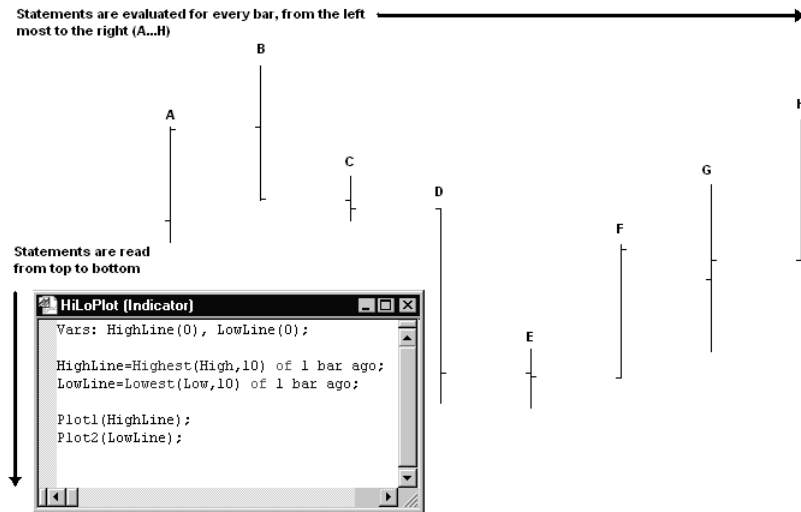 Statements are evaluated for every bar, from the left
most to the right (A...H)
B
H
A
C
G
D
F
Statements are read
from top to bottom
E
HiLoPlot (Indicator)
Vars: HighLine(0), LowLine(0);
HighLine=Highest(High,10) of 1 bar ago;
LowLine=Lowest(Low,10) of 1 bar ago;
Plot1(HighLine);
Plot2(LowLine);